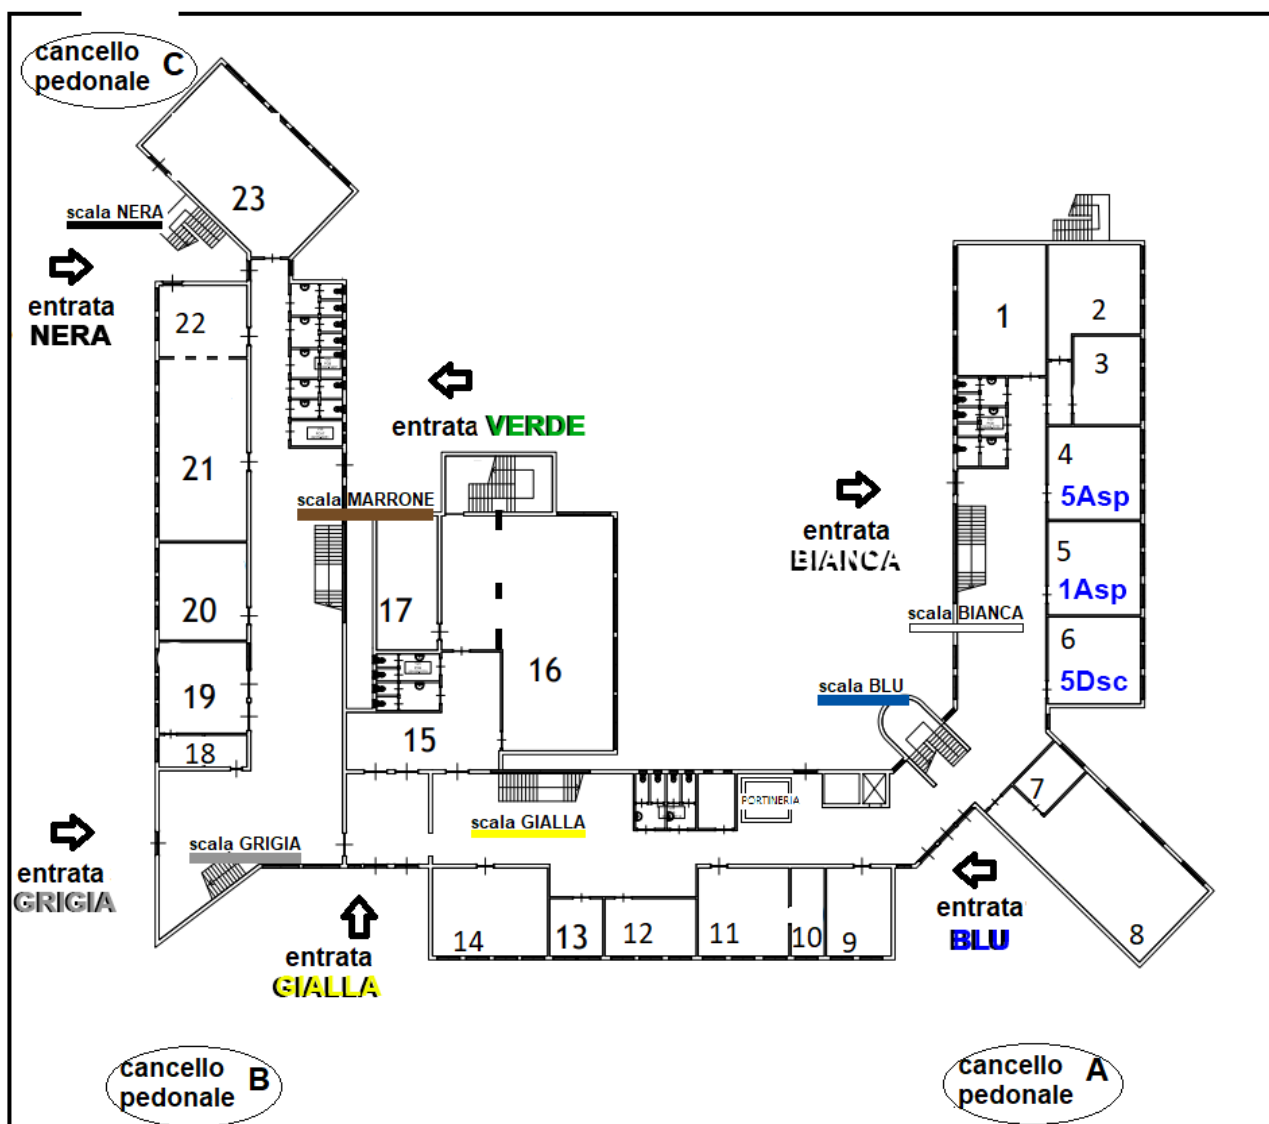 cancello
pedonale C
23
scala NERA
entrata
NERA
22
1
2
3
entrata VERDE
21
4
5Asp
scala MARRONE
entrata
BIANCA
5
1Asp
20
17
scala BIANCA
6
5Dsc
16
19
scala BLU
18
15
7
PORTINERIA
scala GIALLA
scala GRIGIA
entrata
GRIGIA
entrata
BLU
14
13
12
11
10
9
8
entrata
GIALLA
cancello
pedonale B
cancello
pedonale A